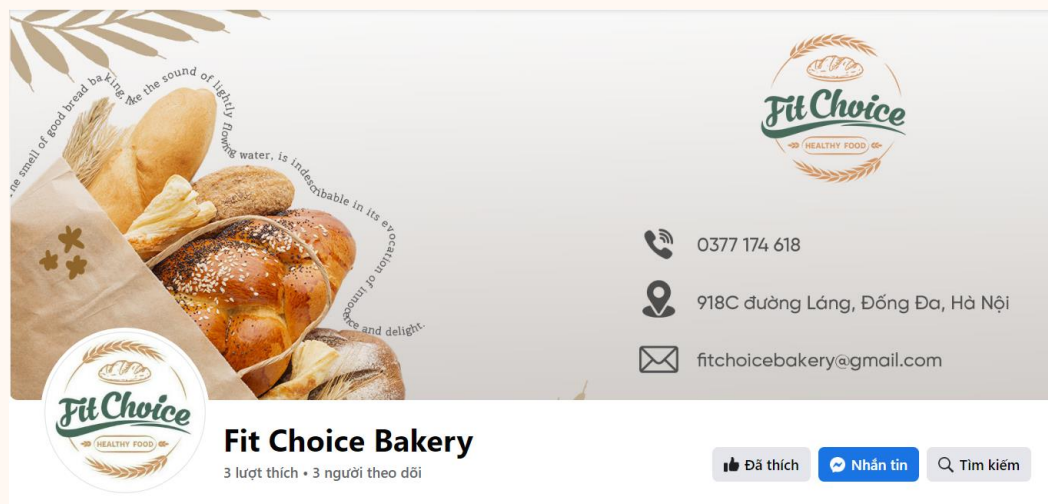 The smell of good bread baking, like the sound of lightly flowing water, is indescribable in its evocation of innocence and delight.
Fit Choice
HEALTHY FOOD
0377 174 618
918C đường Láng, Đống Đa, Hà Nội
fitchoicebakery@gmail.com
Fit Choice
HEALTHY FOOD
Fit Choice Bakery
3 lượt thích • 3 người theo dõi
Đã thích
Nhắn tin
Tìm kiếm